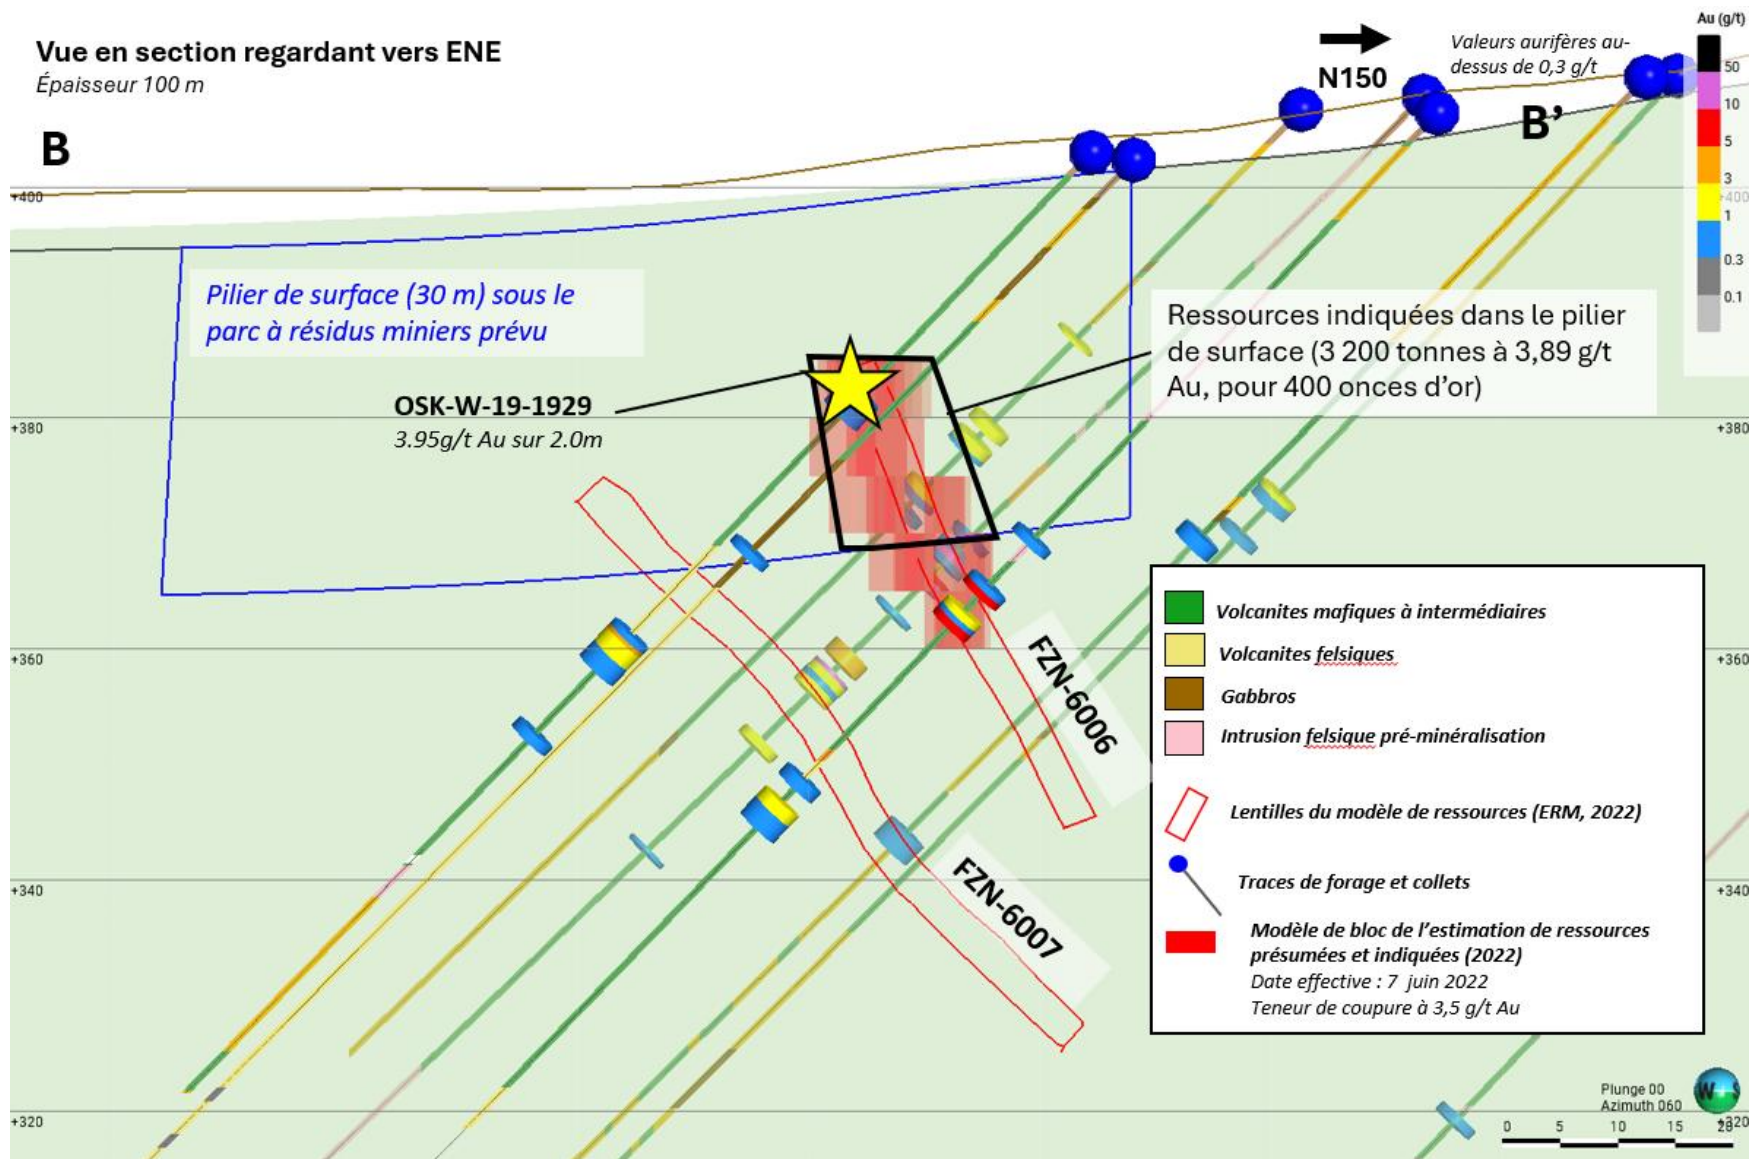 Vue en section regardant vers ENE
Épaisseur 100 m
B
N150
Valeurs aurifères au-
dessus de 0,3 g/t
B’
Au (g/t)
50
10
5
3
1
0.3
0.1
+400
+400
Pilier de surface (30 m) sous le
parc à résidus miniers prévu
Ressources indiquées dans le pilier
de surface (3 200 tonnes à 3,89 g/t
Au, pour 400 onces d’or)
OSK-W-19-1929
3.95g/t Au sur 2.0m
+380
+380
+360
+360
FZN-6006
FZN-6007
Volcanites mafiques à intermédiaires
Volcanites felsiques
Gabbros
Intrusion felsique pré-minéralisation
Lentilles du modèle de ressources (ERM, 2022)
Traces de forage et collets
Modèle de bloc de l’estimation de ressources
présumées et indiquées (2022)
Date effective : 7 juin 2022
Teneur de coupure à 3,5 g/t Au
+340
+340
Plunge 00
Azimuth 060
W S
+320
+320
0 5 10 15 20